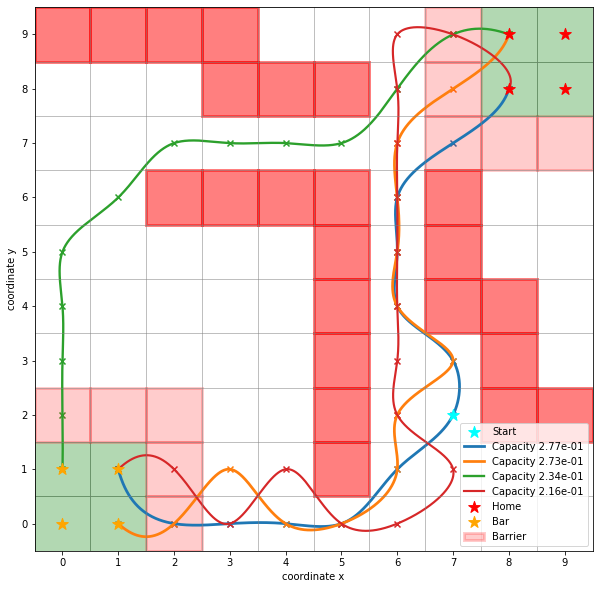 9
8
7
6
5
4
3
2
1
0
coordinate y
Start
Capacity 2.77e-01
Capacity 2.73e-01
Capacity 2.34e-01
Capacity 2.16e-01
Home
Bar
Barrier
0 1 2 3 4 5 6 7 8 9
coordinate x